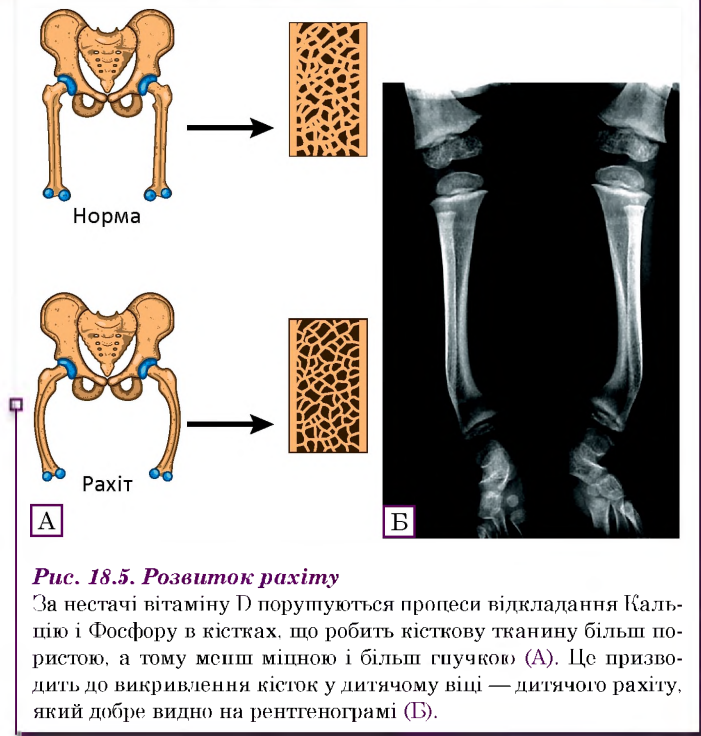 Норма
Рахіт
А
Б
Рис. 18.5. Розвиток рахіту
За нестачі вітаміну D порушуються процеси відкладання Каль-
цію і Фосфору в кістках, що робить кісткову тканину більш по-
ристою, а тому менш міцною і більш гнучкою (А). Це призво-
дить до викривлення кісток у дитячому віці — дитячого рахіту,
який добре видно на рентгенограмі (Б).